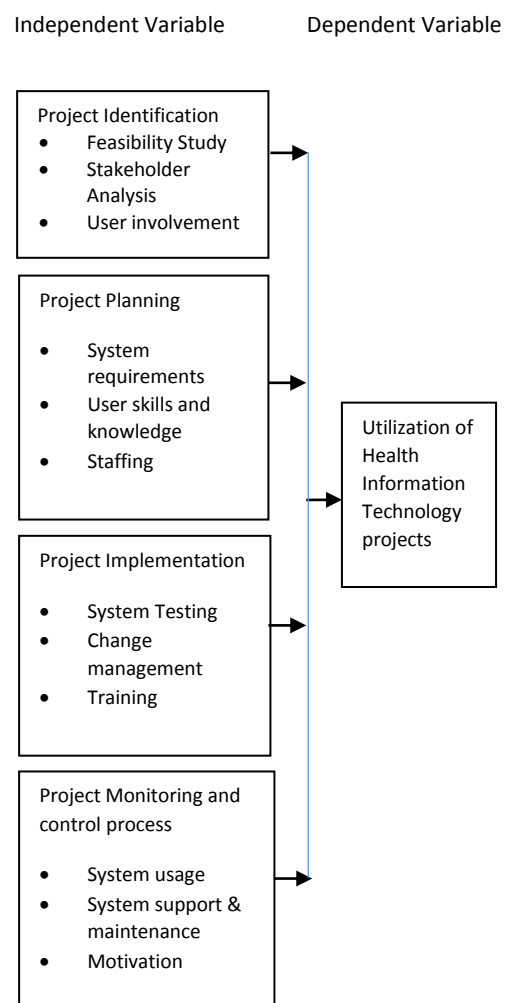 Independent Variable
Dependent Variable
Project Identification
• Feasibility Study
• Stakeholder
Analysis
• User involvement
Project Planning
• System
requirements
• User skills and
knowledge
• Staffing
Utilization of
Health
Information
Technology
projects
Project Implementation
• System Testing
• Change
management
• Training
Project Monitoring and
control process
• System usage
• System support &
maintenance
• Motivation